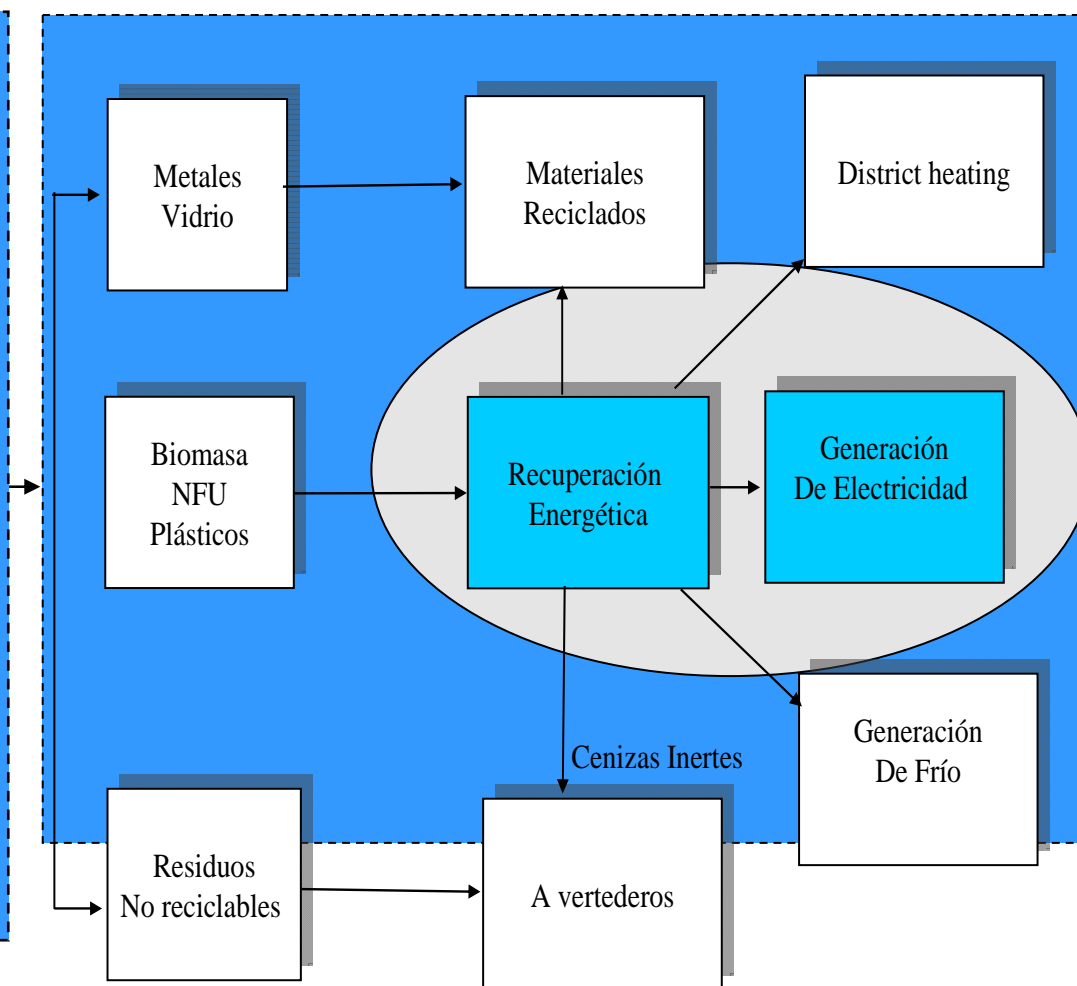 Metales
Vidrio
Materiales
Reciclados
District heating
Biomasa
NFU
Plásticos
Recuperación
Energética
Generación
De Electricidad
Cenizas Inertes
Generación
De Frío
Residuos
No reciclables
A vertederos